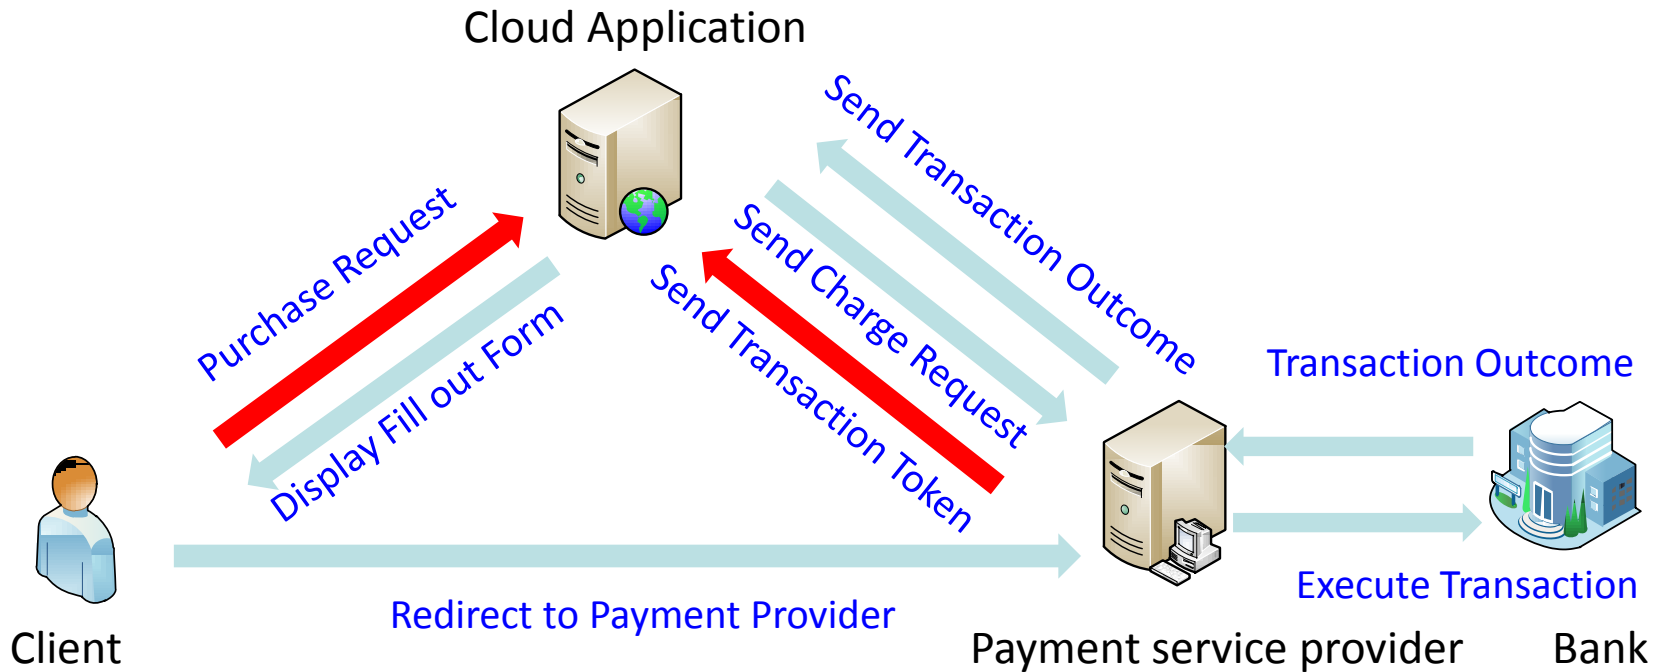 Cloud Application
Send Transaction Outcome
Purchase Request
Send Charge Request
Send Transaction Token
Display Fill out Form
Transaction Outcome
Execute Transaction
Redirect to Payment Provider
Client
Payment service provider
Bank